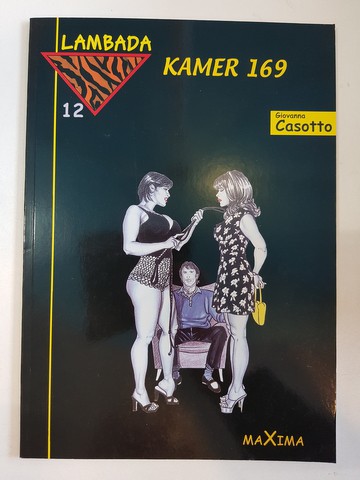 LAMBADA
12
KAMER 169
Giovanna
Casotto
MAXIMA